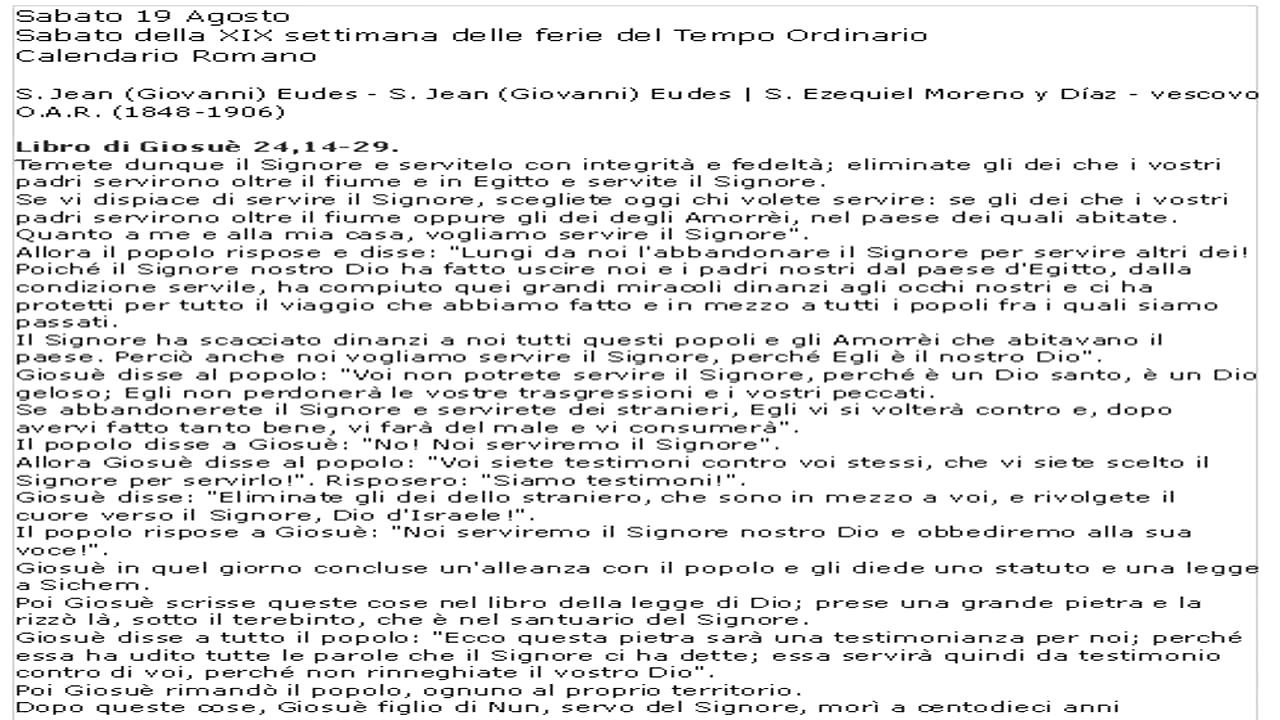 Sabato 19 Agosto
Sabato della XIX settimana delle ferie del Tempo Ordinario
Calendario Romano
S. Jean (Giovanni) Eudes - S. Jean (Giovanni) Eudes | S. Ezequiel Moreno y Díaz - vescovo
O.A.R. (1848-1906)
Libro di Giosuè 24,14-29.
Temete dunque il Signore e servitelo con integrità e fedeltà; eliminate gli dei che i vostri
padri servirono oltre il fiume e in Egitto e servite il Signore.
Se vi dispiace di servire il Signore, scegliete oggi chi volete servire: se gli dei che i vostri
padri servirono oltre il fiume oppure gli dei degli Amorrèi, nel paese dei quali abitate.
Quanto a me e alla mia casa, vogliamo servire il Signore".
Allora il popolo rispose e disse: "Lungi da noi l'abbandonare il Signore per servire altri dei!
Poiché il Signore nostro Dio ha fatto uscire noi e i padri nostri dal paese d'Egitto, dalla
condizione servile, ha compiuto quei grandi miracoli dinanzi agli occhi nostri e ci ha
protetti per tutto il viaggio che abbiamo fatto e in mezzo a tutti i popoli fra i quali siamo
passati.
Il Signore ha scacciato dinanzi a noi tutti questi popoli e gli Amorrèi che abitavano il
paese. Perciò anche noi vogliamo servire il Signore, perché Egli è il nostro Dio".
Giosuè disse al popolo: "Voi non potrete servire il Signore, perché è un Dio santo, è un Dio
geloso; Egli non perdonerà le vostre trasgressioni e i vostri peccati.
Se abbandonerete il Signore e servirete dei stranieri, Egli vi si volterà contro e, dopo
avervi fatto tanto bene, vi farà del male e vi consumerà".
Il popolo disse a Giosuè: "No! Noi serviremo il Signore".
Allora Giosuè disse al popolo: "Voi siete testimoni contro voi stessi, che vi siete scelto il
Signore per servirlo!". Risposero: "Siamo testimoni!".
Giosuè disse: "Eliminate gli dei dello straniero, che sono in mezzo a voi, e rivolgete il
cuore verso il Signore, Dio d'Israele!".
Il popolo rispose a Giosuè: "Noi serviremo il Signore nostro Dio e obbediremo alla sua
voce!".
Giosuè in quel giorno concluse un'alleanza con il popolo e gli diede uno statuto e una legge
a Sichem.
Poi Giosuè scrisse queste cose nel libro della legge di Dio; prese una grande pietra e la
rizzò là, sotto il terebinto, che è nel santuario del Signore.
Giosuè disse a tutto il popolo: "Ecco questa pietra sarà una testimonianza per noi; perché
essa ha udito tutte le parole che il Signore ci ha dette; essa servirà quindi da testimonio
contro di voi, perché non rinneghiate il vostro Dio".
Poi Giosuè rimandò il popolo, ognuno al proprio territorio.
Dopo queste cose, Giosuè figlio di Nun, servo del Signore, morì a centodieci anni